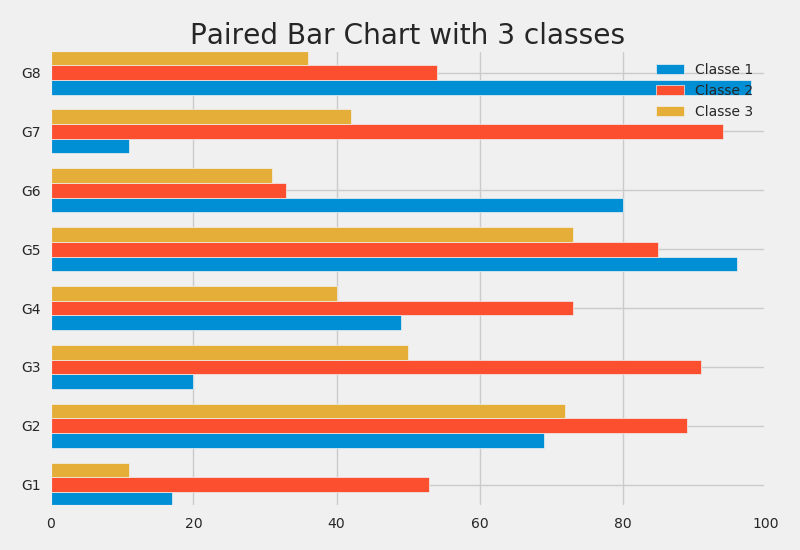 Paired Bar Chart with 3 classes
Classe 1
Classe 2
Classe 3
G8
G7
G6
G5
G4
G3
G2
G1
0 20 40 60 80 100